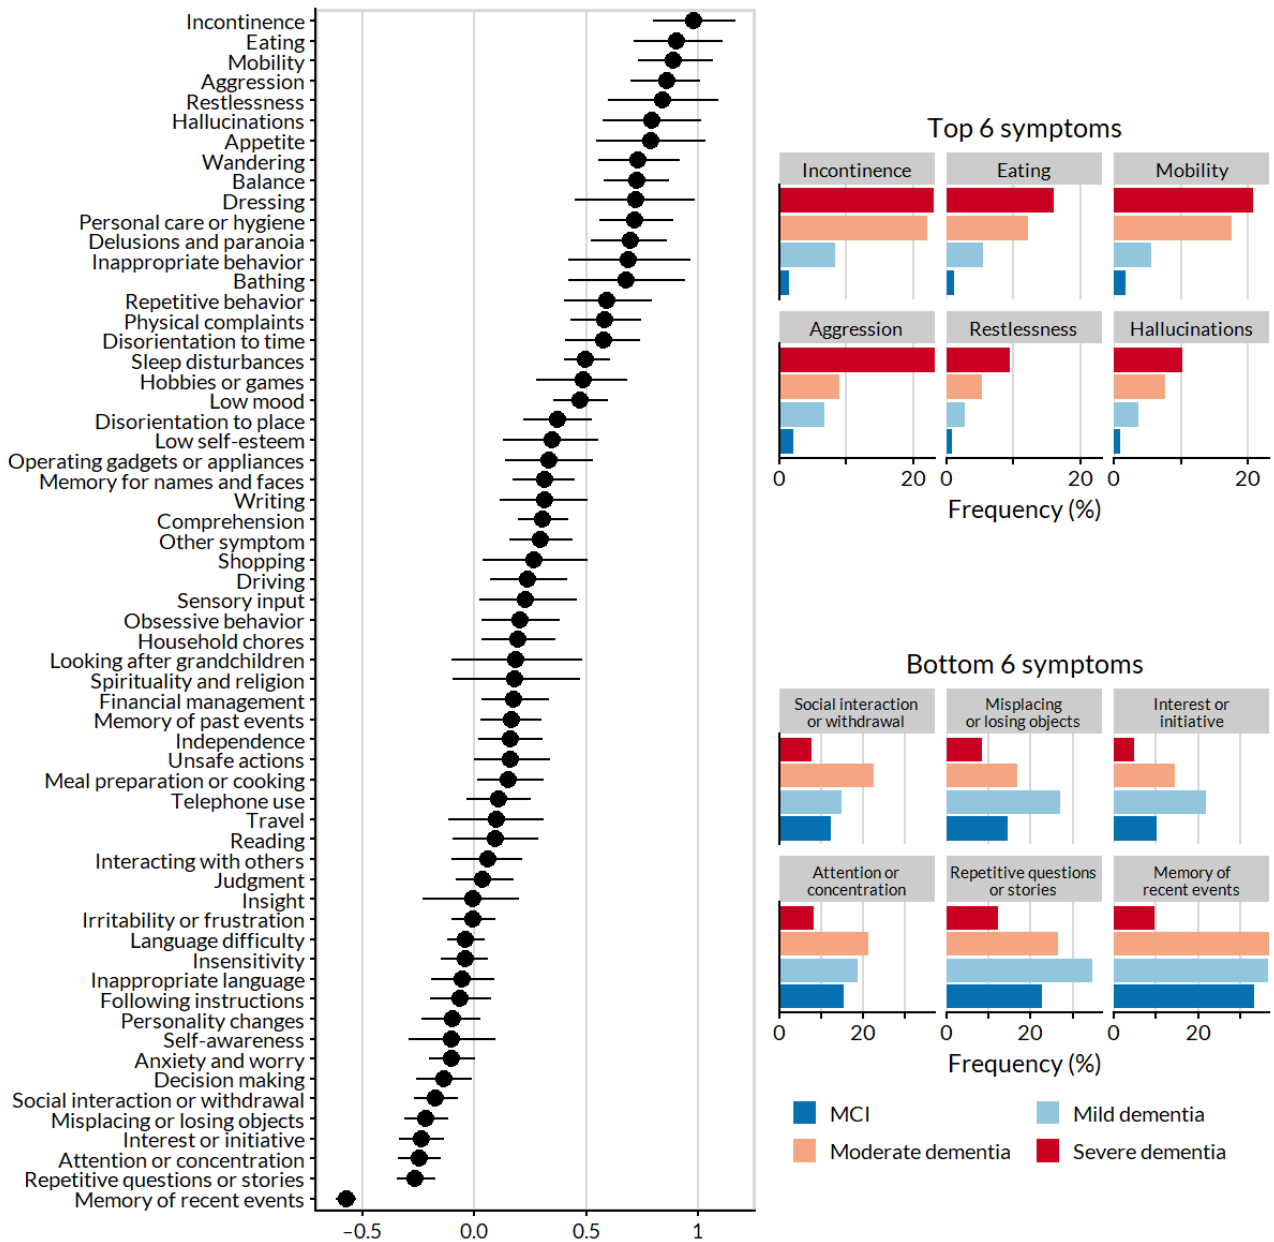 Incontinence
Eating
Mobility
Aggression
Restlessness
Hallucinations
Appetite
Wandering
Balance
Dressing
Personal care or hygiene
Delusions and paranoia
Inappropriate behavior
Bathing
Repetitive behavior
Physical complaints
Disorientation to time
Sleep disturbances
Hobbies or games
Low mood
Disorientation to place
Low self-esteem
Operating gadgets or appliances
Memory for names and faces
Writing
Comprehension
Other symptom
Shopping
Driving
Sensory input
Obsessive behavior
Household chores
Looking after grandchildren
Spirituality and religion
Financial management
Memory of past events
Independence
Unsafe actions
Meal preparation or cooking
Telephone use
Travel
Reading
Interacting with others
Judgment
Insight
Irritability or frustration
Language difficulty
Insensitivity
Inappropriate language
Following instructions
Personality changes
Self-awareness
Anxiety and worry
Decision making
Social interaction or withdrawal
Misplacing or losing objects
Interest or initiative
Attention or concentration
Repetitive questions or stories
Memory of recent events
−0.5 0.0 0.5 1
Top 6 symptoms
Incontinence Eating Mobility
Aggression Restlessness Hallucinations
0 20 20 0 20
Frequency (%)
Bottom 6 symptoms
Social interaction
or withdrawal
Misplacing
or losing objects
Interest or
initiative
Attention or
concentration
Repetitive questions
or stories
Memory of
recent events
0 20 20 0 20
Frequency (%)
MCI
Mild dementia
Moderate dementia
Severe dementia